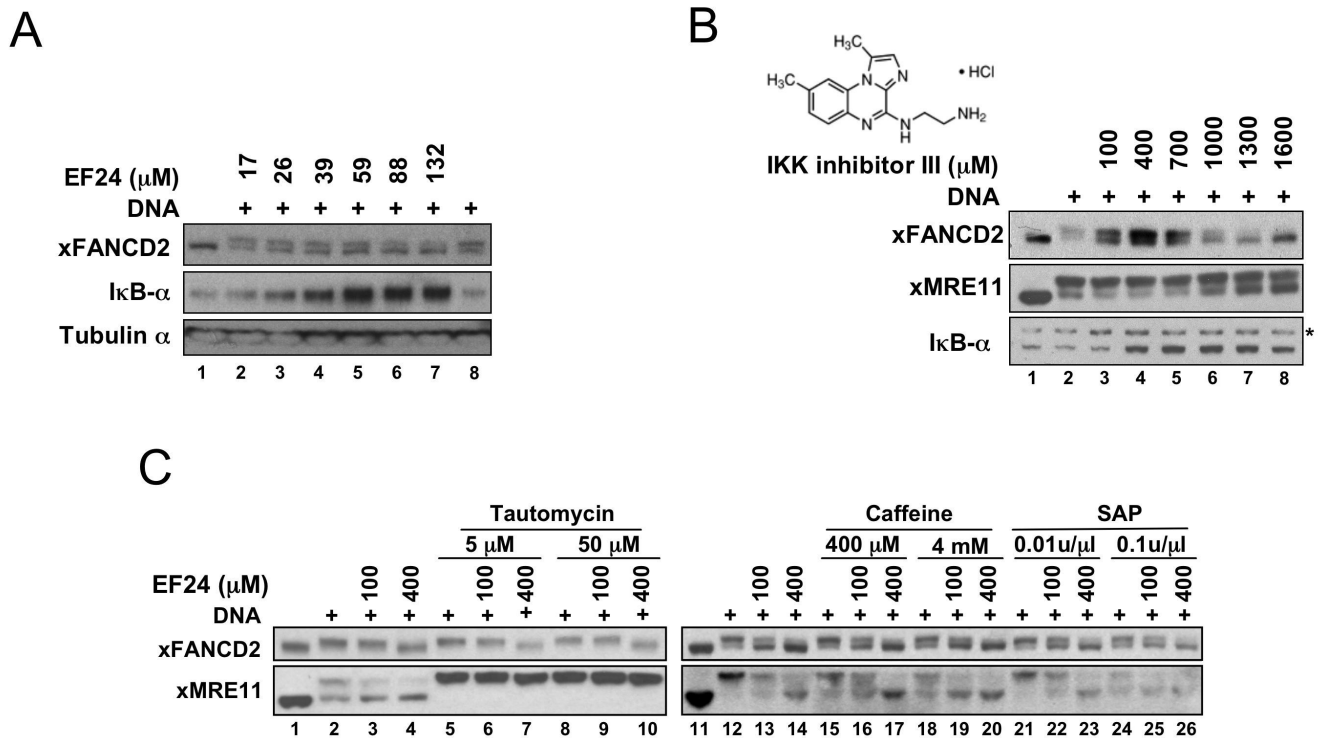 A
EF24 (μM) 17 26 39 59 88 132
DNA + + + + + + +
xFANCD2
IκB-α
Tubulin α
1 2 3 4 5 6 7 8
B
H₃C
H₃C N N • HCl
N N H NH₂
IKK inhibitor III (μM) 100 400 700 1000 1300 1600
DNA + + + + + + +
xFANCD2
xMRE11
IκB-α *
1 2 3 4 5 6 7 8
C
Tautomycin Caffeine SAP
5 μM 50 μM 400 μM 4 mM 0.01u/μl 0.1u/μl
EF24 (μM) 100 400 100 400 100 400 100 400 100 400 100 400 100 400 100 400
DNA + + + + + + + + + + + + + + + + + + + + + + + +
xFANCD2
xMRE11
1 2 3 4 5 6 7 8 9 10 11 12 13 14 15 16 17 18 19 20 21 22 23 24 25 26